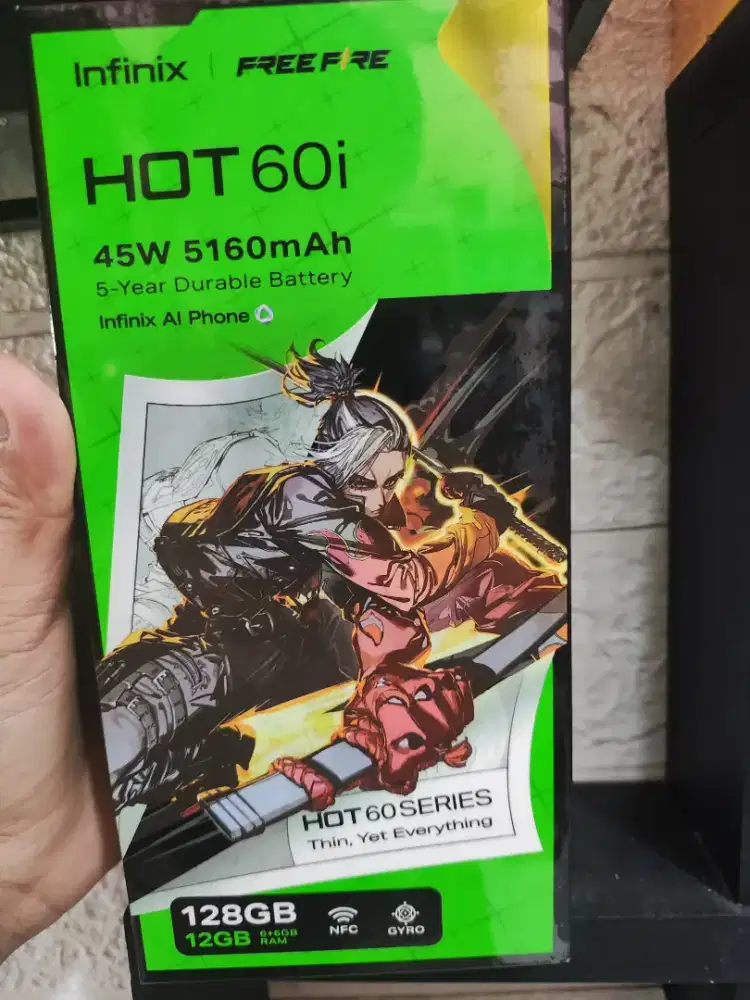 Infinix | FREE FIRE
HOT 60i
45W 5160mAh
5-Year Durable Battery
Infinix AI Phone
HOT 60 SERIES
Thin, Yet Everything
128GB
12GB 6+6GB RAM
NFC
GYRO